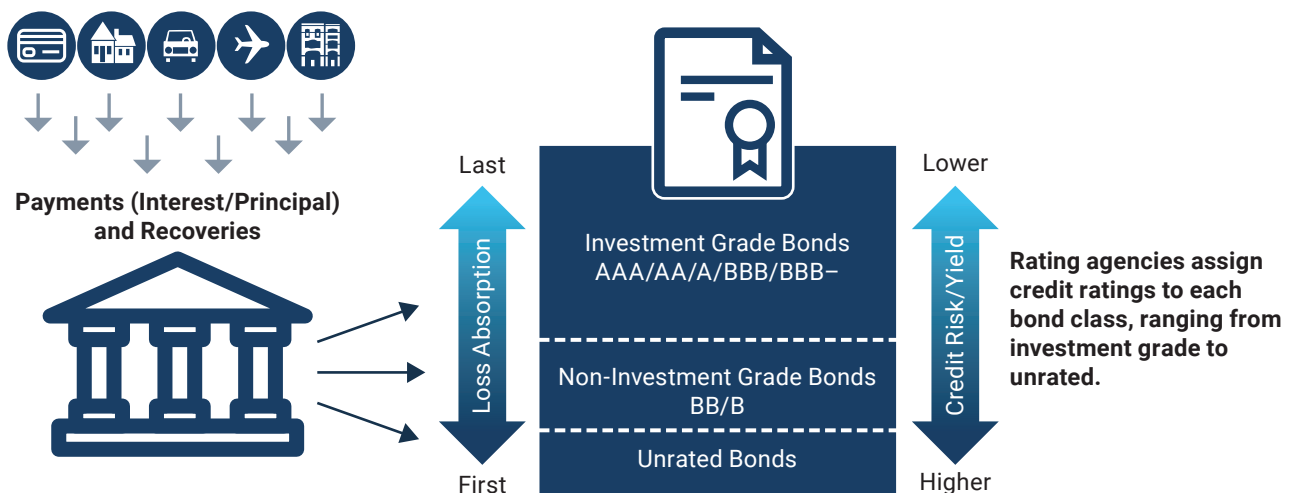 Payments (Interest/Principal)
and Recoveries
Last
Loss Absorption
First
Investment Grade Bonds
AAA/AA/A/BBB/BBB–
Non-Investment Grade Bonds
BB/B
Unrated Bonds
Lower
Credit Risk/Yield
Higher
Rating agencies assign
credit ratings to each
bond class, ranging from
investment grade to
unrated.